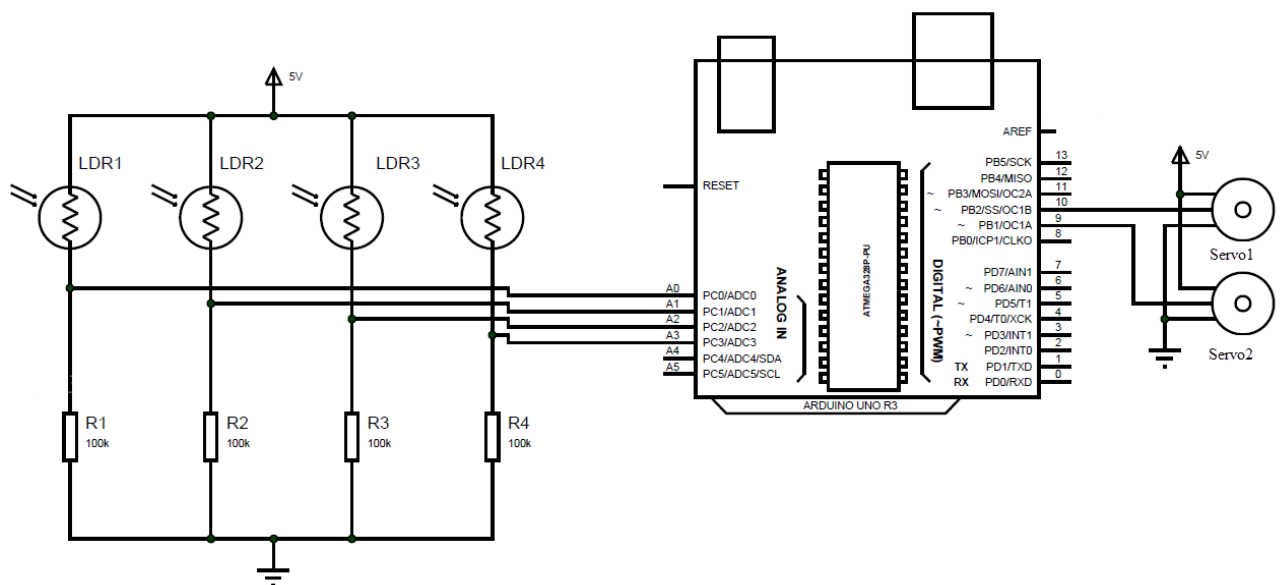 5V
LDR1
LDR2
LDR3
LDR4
R1
100k
R2
100k
R3
100k
R4
100k
RESET
AREF
PB5/SCK 13
PB4/MISO 12
~ PB3/MOSI/OC2A 11
~ PB2/SS/OC1B 10
~ PB1/OC1A 9
PB0/ICP1/CLKO 8
PD7/AIN1 7
~ PD6/AIN0 6
~ PD5/T1 5
PD4/T0/XCK 4
~ PD3/INT1 3
PD2/INT0 2
TX PD1/TXD 1
RX PD0/RXD 0
A0 PC0/ADC0
A1 PC1/ADC1
A2 PC2/ADC2
A3 PC3/ADC3
A4 PC4/ADC4/SDA
A5 PC5/ADC5/SCL
ANALOG IN
ATMEGA328P-PU
DIGITAL (~PWM)
ARDUINO UNO R3
5V
Servo1
Servo2